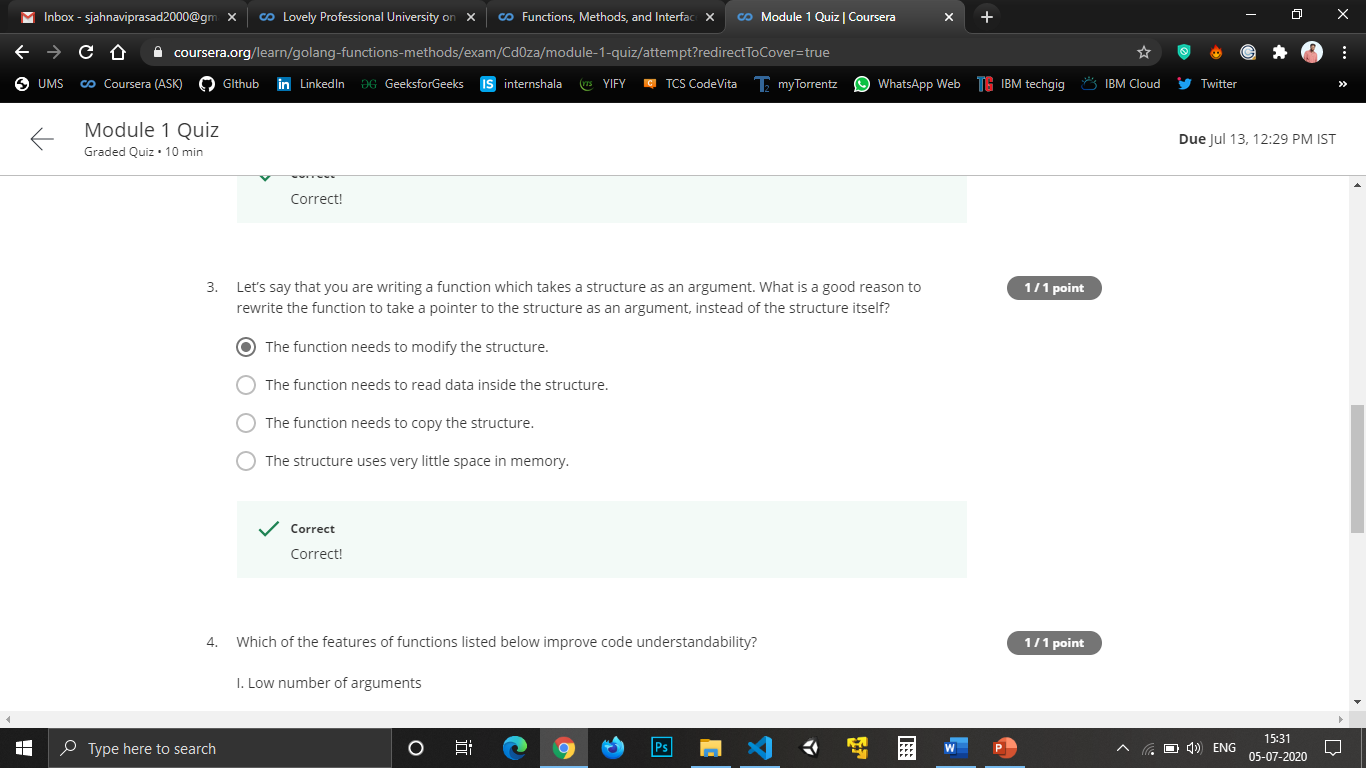 Inbox - sjahnaviprasad2000@gm
Lovely Professional University on
Functions, Methods, and Interfac
Module 1 Quiz | Coursera
coursera.org/learn/golang-functions-methods/exam/Cd0za/module-1-quiz/attempt?redirectToCover=true
UMS Coursera (ASK) GIthub LinkedIn GeeksforGeeks IS internshala YIFY TCS CodeVita myTorrentz WhatsApp Web IBM techgig IBM Cloud Twitter »
Module 1 Quiz
Graded Quiz • 10 min
Due Jul 13, 12:29 PM IST
Correct
Correct!
3. Let’s say that you are writing a function which takes a structure as an argument. What is a good reason to
rewrite the function to take a pointer to the structure as an argument, instead of the structure itself?
1 / 1 point
The function needs to modify the structure.
The function needs to read data inside the structure.
The function needs to copy the structure.
The structure uses very little space in memory.
Correct
Correct!
4. Which of the features of functions listed below improve code understandability?
1 / 1 point
I. Low number of arguments
Type here to search
Ps
ENG
15:31
05-07-2020